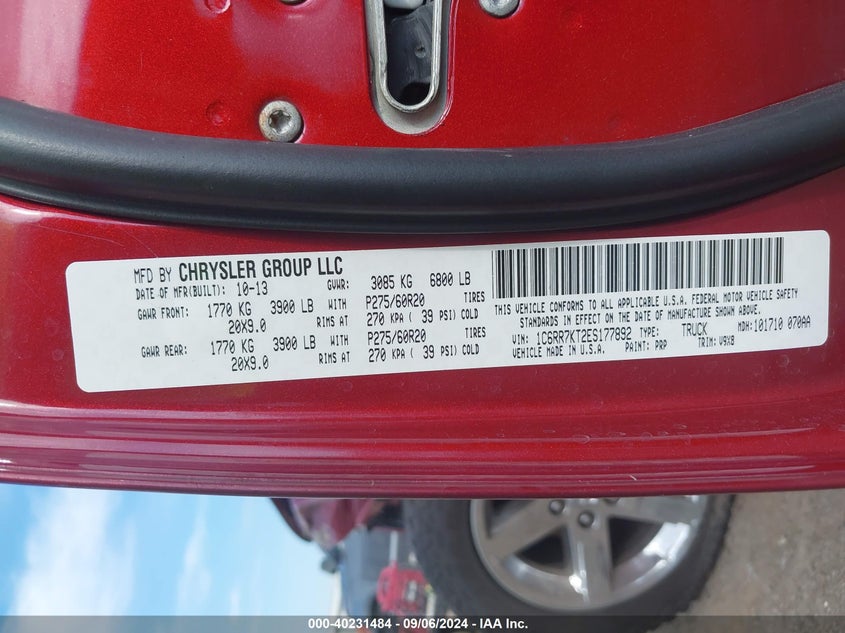 MFD BY CHRYSLER GROUP LLC
DATE OF MFR(BUILT): 10-13 GVWR: 3085 KG 6800 LB
GAWR FRONT: 1770 KG 3900 LB WITH P275/60R20 TIRES
20X9.0 RIMS AT 270 KPA ( 39 PSI) COLD
GAWR REAR: 1770 KG 3900 LB WITH P275/60R20 TIRES
20X9.0 RIMS AT 270 KPA ( 39 PSI) COLD
THIS VEHICLE CONFORMS TO ALL APPLICABLE U.S.A. FEDERAL MOTOR VEHICLE SAFETY
STANDARDS IN EFFECT ON THE DATE OF MANUFACTURE SHOWN ABOVE.
VIN: 1C6RR7KT2ES177892 TYPE: TRUCK MDH:101710 070AA
VEHICLE MADE IN U.S.A. PAINT: PRP TRIM: V9X8
000-40231484 - 09/06/2024 - IAA Inc.